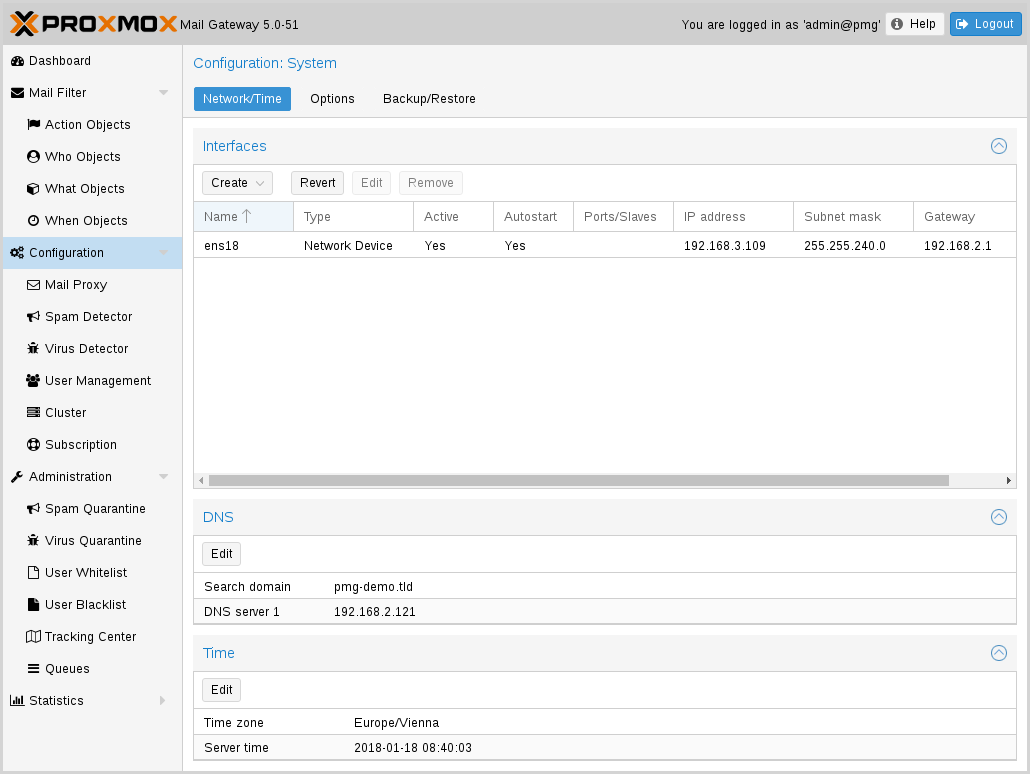 PROXMOX Mail Gateway 5.0-51 You are logged in as 'admin@pmg' Help Logout
Dashboard
Mail Filter
Action Objects
Who Objects
What Objects
When Objects
Configuration
Mail Proxy
Spam Detector
Virus Detector
User Management
Cluster
Subscription
Administration
Spam Quarantine
Virus Quarantine
User Whitelist
User Blacklist
Tracking Center
Queues
Statistics
Configuration: System
Network/Time Options Backup/Restore
Interfaces
Create Revert Edit Remove
Name Type Active Autostart Ports/Slaves IP address Subnet mask Gateway
ens18 Network Device Yes Yes 192.168.3.109 255.255.240.0 192.168.2.1
DNS
Edit
Search domain pmg-demo.tld
DNS server 1 192.168.2.121
Time
Edit
Time zone Europe/Vienna
Server time 2018-01-18 08:40:03